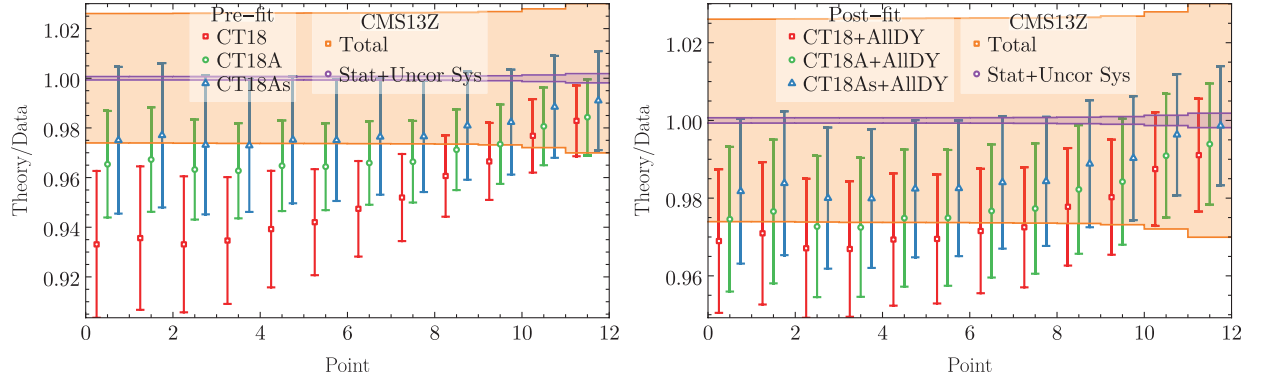 Pre-fit
CT18
CT18A
CT18As
CMS13Z
Total
Stat+Uncor Sys
Theory/Data
1.02
1.00
0.98
0.96
0.94
0.92
0 2 4 6 8 10 12
Point
Post-fit
CT18+AllDY
CT18A+AllDY
CT18As+AllDY
CMS13Z
Total
Stat+Uncor Sys
Theory/Data
1.02
1.00
0.98
0.96
0 2 4 6 8 10 12
Point